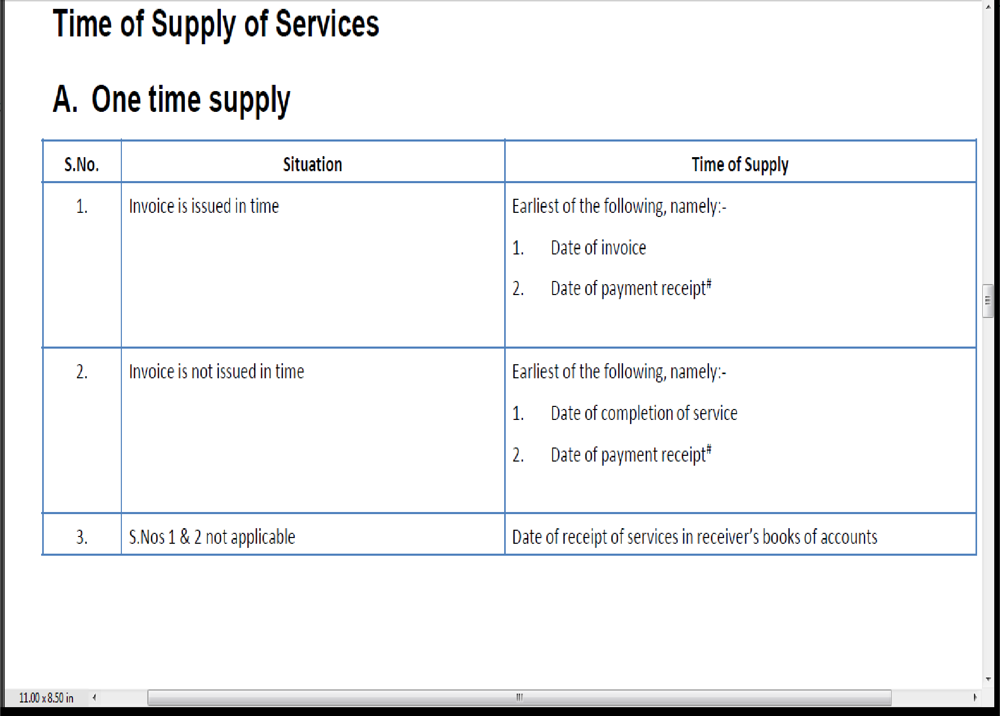 Time of Supply of Services
A. One time supply
S.No. Situation Time of Supply
1. Invoice is issued in time Earliest of the following, namely:-
1. Date of invoice
2. Date of payment receipt#
2. Invoice is not issued in time Earliest of the following, namely:-
1. Date of completion of service
2. Date of payment receipt#
3. S.Nos 1 & 2 not applicable Date of receipt of services in receiver’s books of accounts
11.00 x 8.50 in